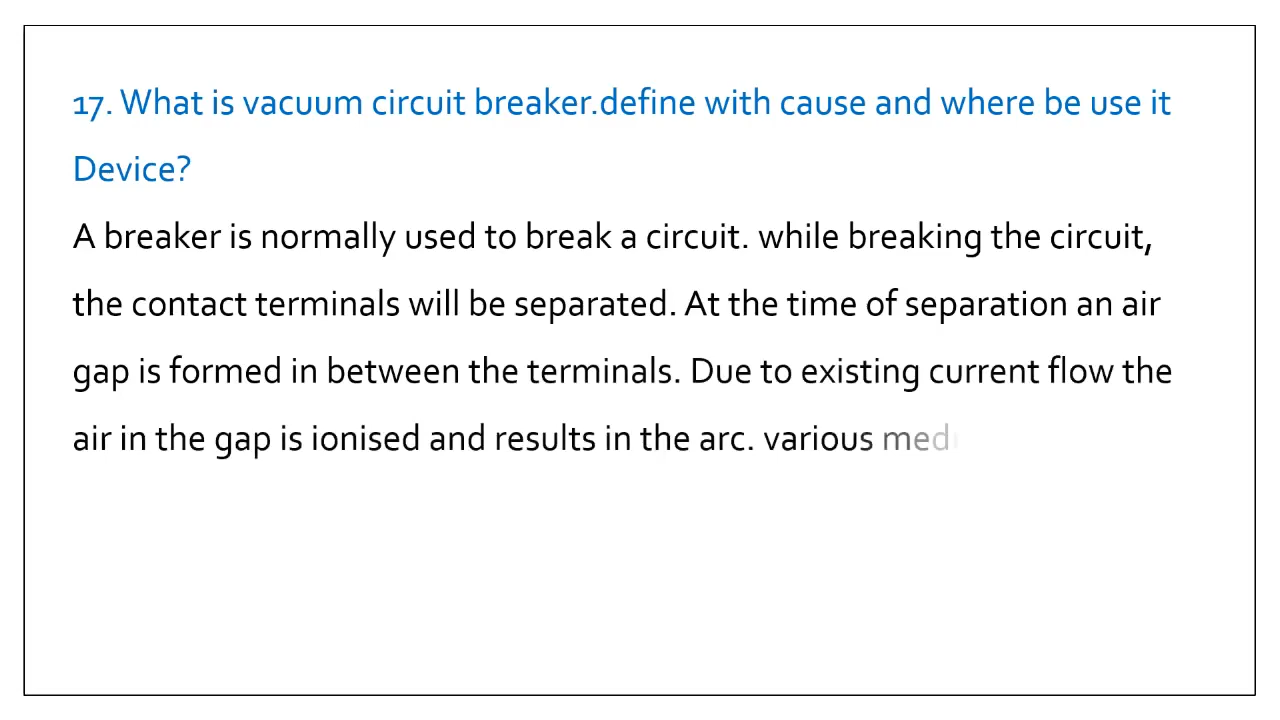 17. What is vacuum circuit breaker.define with cause and where be use it
Device?
A breaker is normally used to break a circuit. while breaking the circuit,
the contact terminals will be separated. At the time of separation an air
gap is formed in between the terminals. Due to existing current flow the
air in the gap is ionised and results in the arc. various